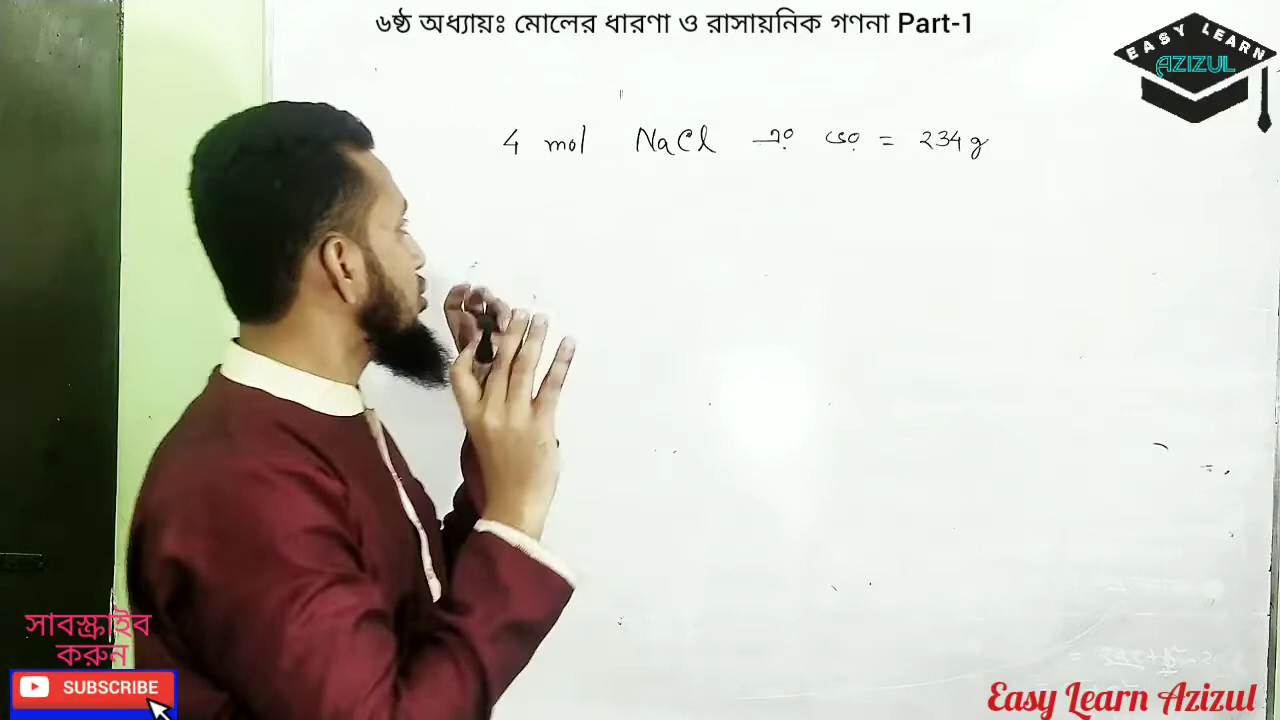 ৬ষ্ঠ অধ্যায়ঃ মোলের ধারণা ও রাসায়নিক গণনা Part-1
EASY LEARN
AZIZUL
4 mol NaCl এর ভর = 234 g
সাবস্ক্রাইব
করুন
SUBSCRIBE
Easy Learn Azizul